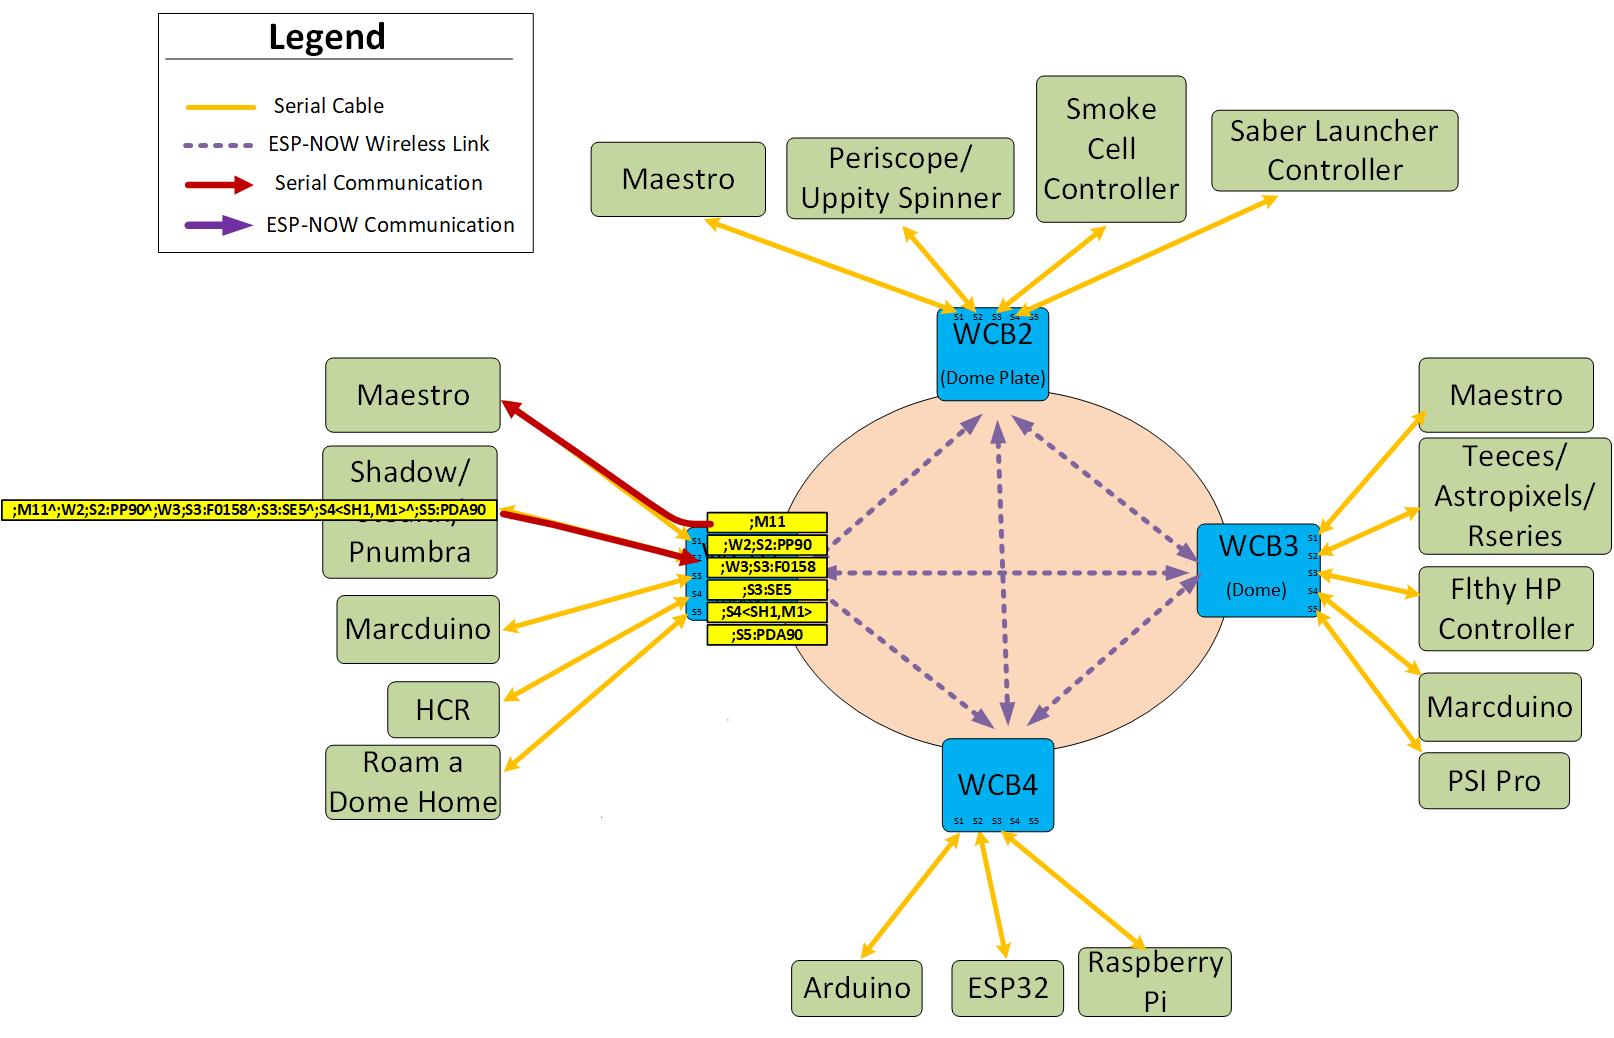 Legend
Serial Cable
ESP-NOW Wireless Link
Serial Communication
ESP-NOW Communication
Maestro
Periscope/
Uppity Spinner
Smoke
Cell
Controller
Saber Launcher
Controller
S1 S2 S3 S4 S5
WCB2
(Dome Plate)
Maestro
Shadow/
;M11^;W2;S2:PP90^;W3;S3:F0158^;S3:SE5^;S4<SH1,M1>^;S5:PDA90
Pnumbra
Marcduino
HCR
Roam a
Dome Home
S1
S2
S3
S4
S5
;M11
;W2;S2:PP90
;W3;S3:F0158
;S3:SE5
;S4<SH1,M1>
;S5:PDA90
WCB3
(Dome)
S1
S2
S3
S4
S5
Maestro
Teeces/
Astropixels/
Rseries
Flthy HP
Controller
Marcduino
PSI Pro
WCB4
S1 S2 S3 S4 S5
Arduino
ESP32
Raspberry
Pi